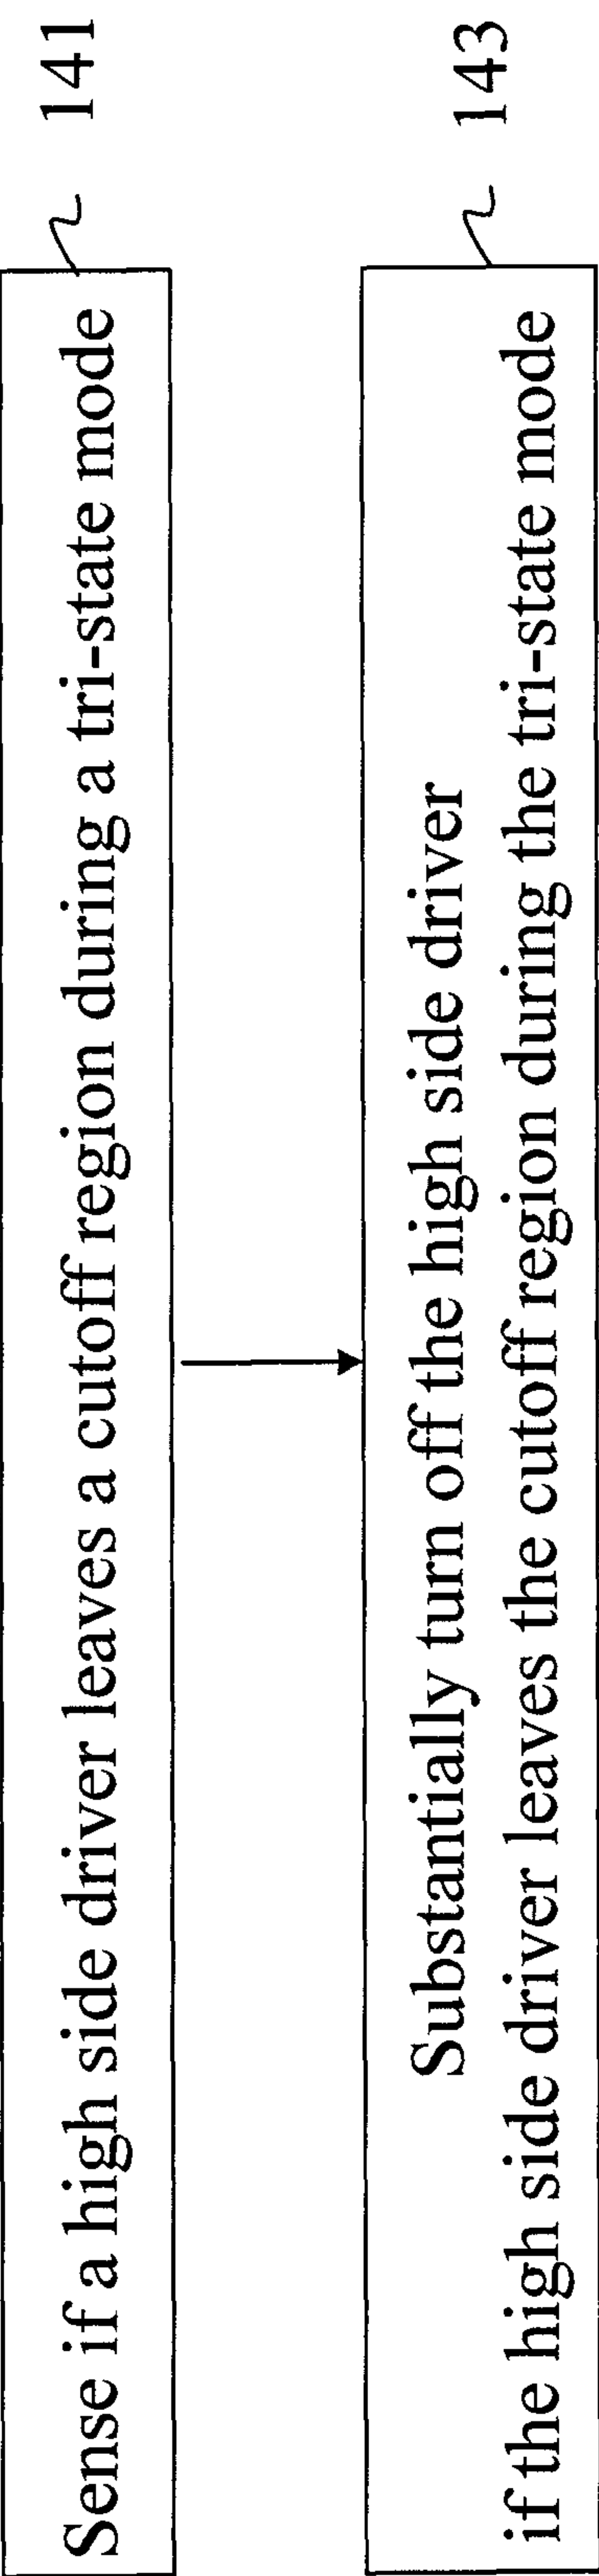 Sense if a high side driver leaves a cutoff region during a tri-state mode
141
Substantially turn off the high side driver
if the high side driver leaves the cutoff region during the tri-state mode
143